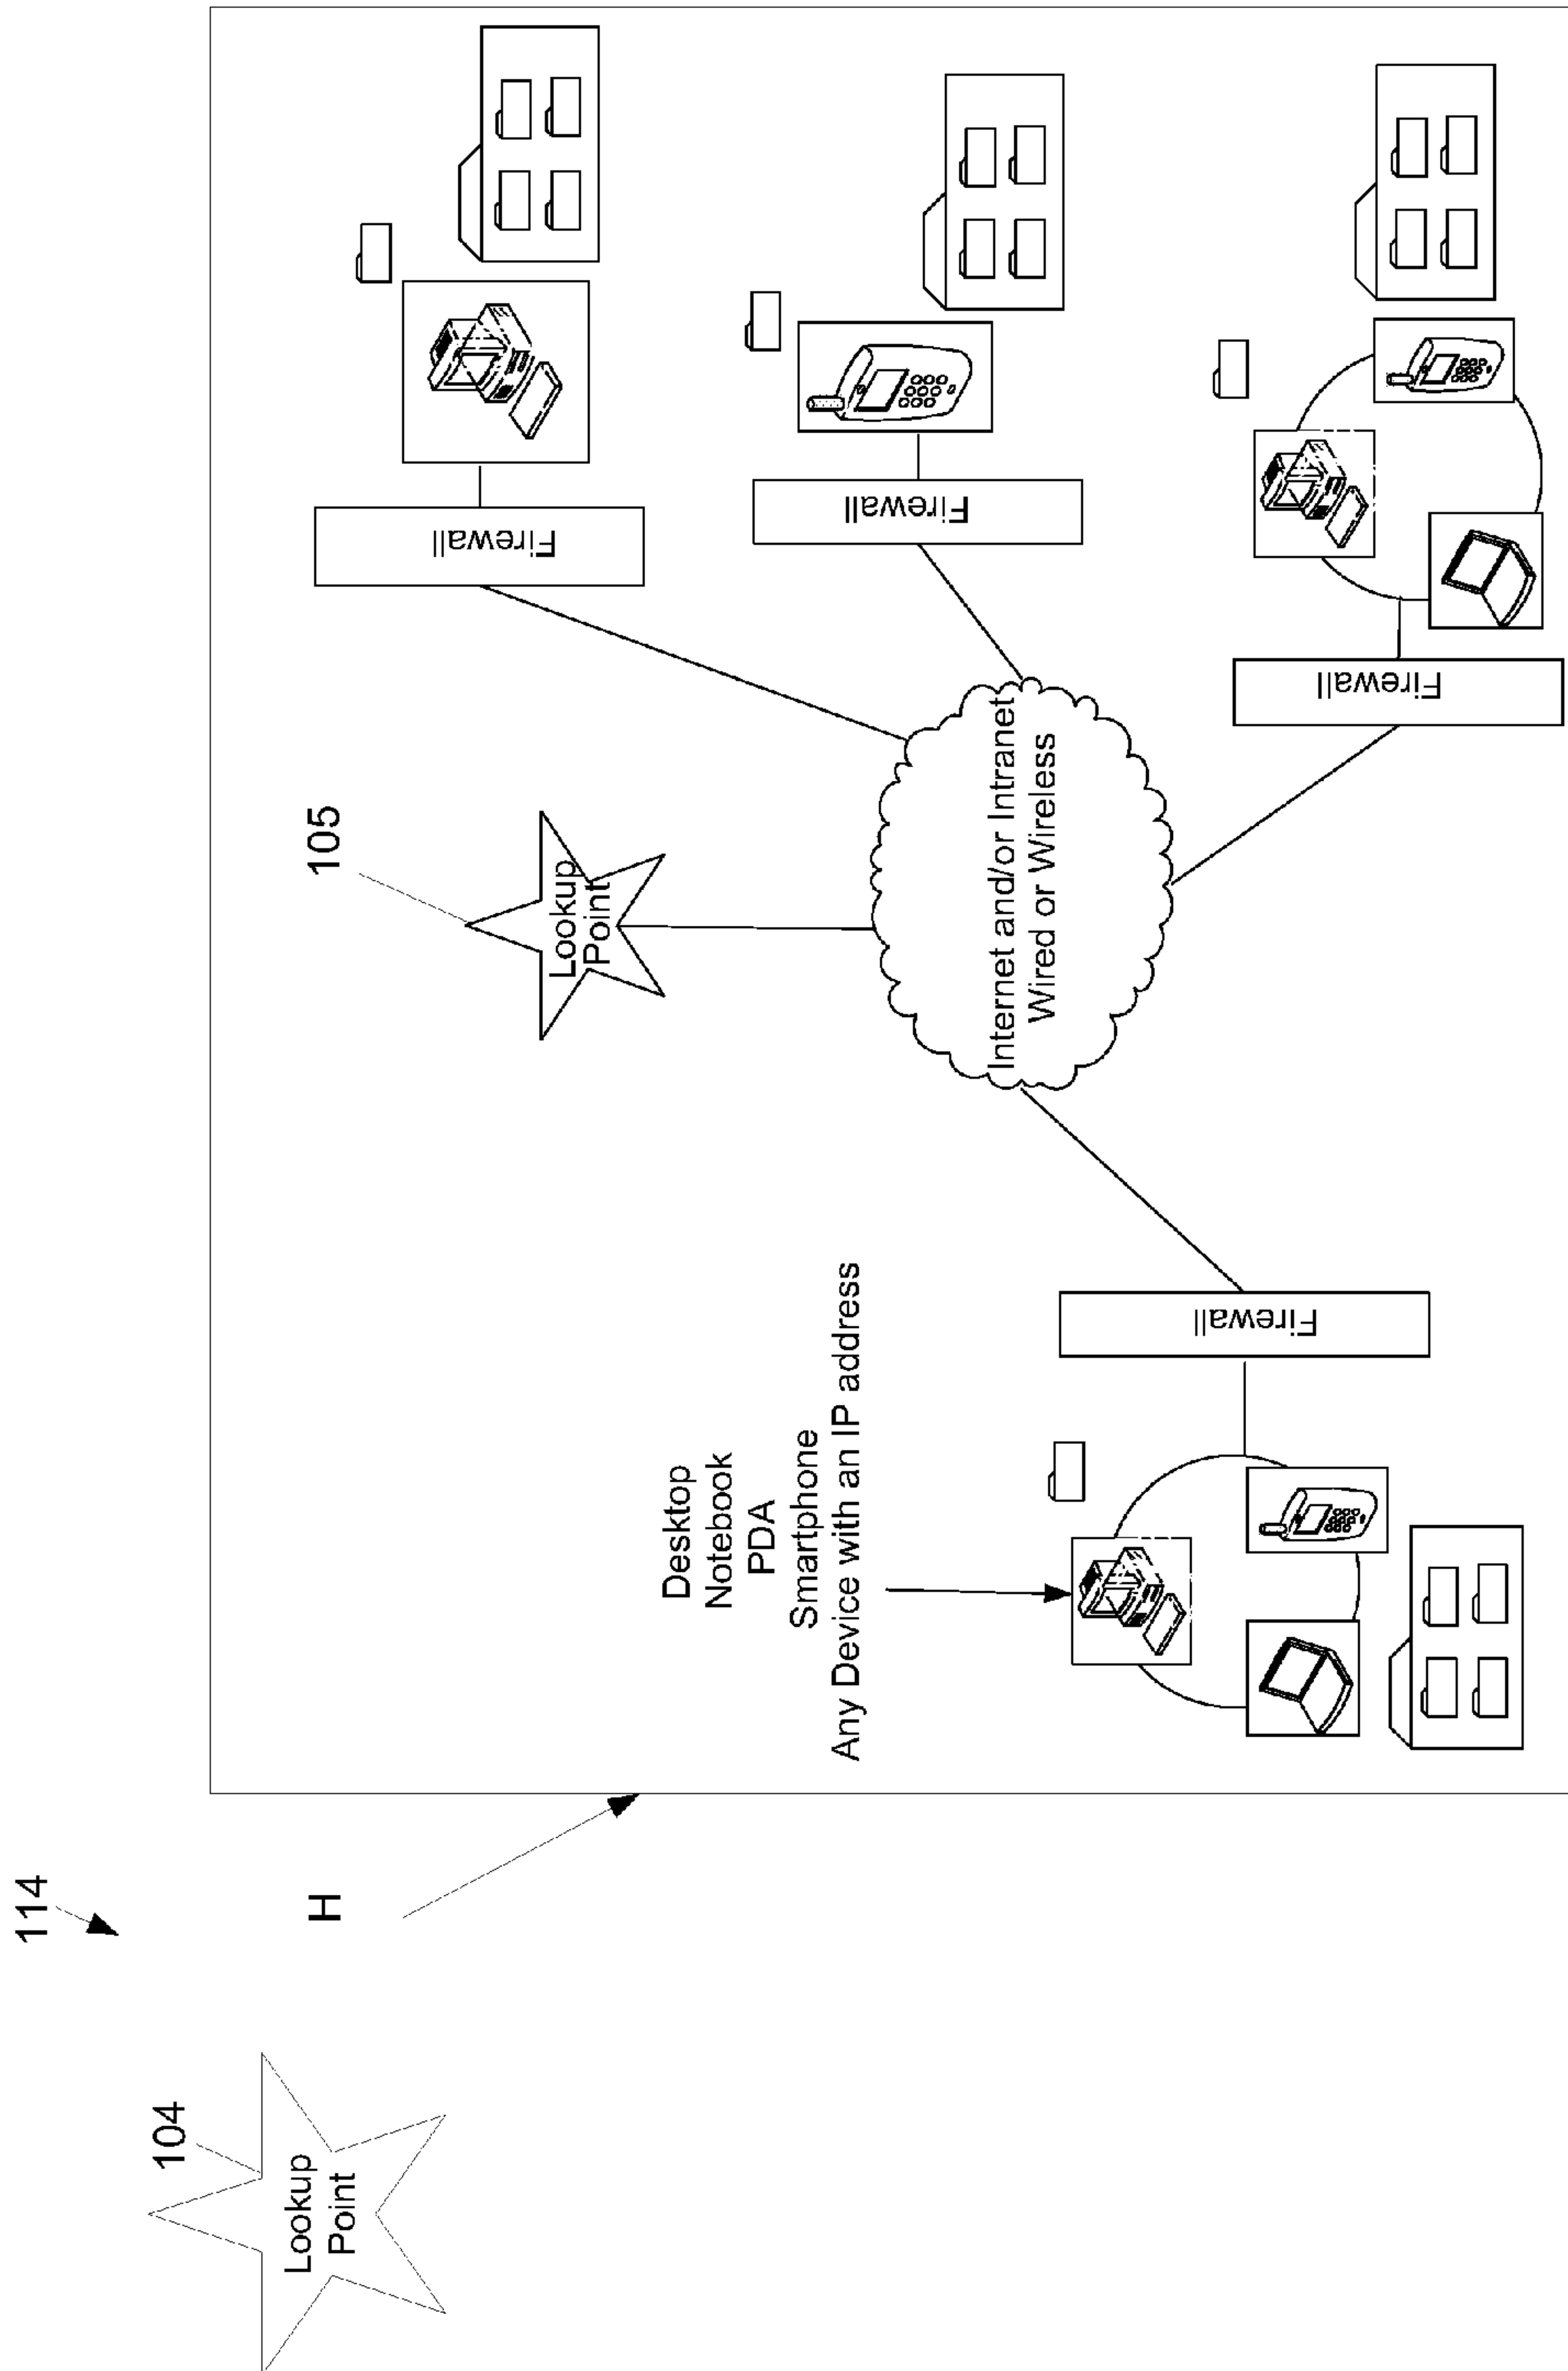 114
104
Lookup
Point
H
105
Lookup
Point
Desktop
Notebook
PDA
Smartphone
Any Device with an IP address
Internet and/or Intranet
Wired or Wireless
Firewall
Firewall
Firewall
Firewall